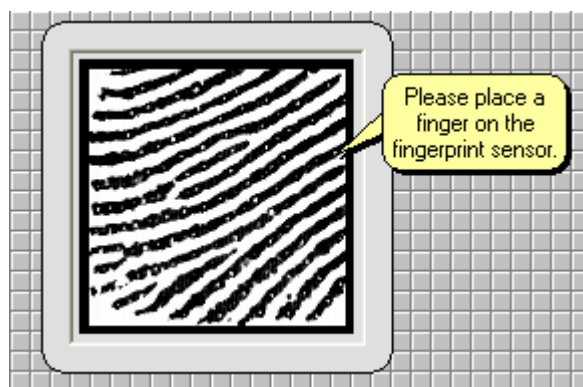 Please place a
finger on the
fingerprint sensor.